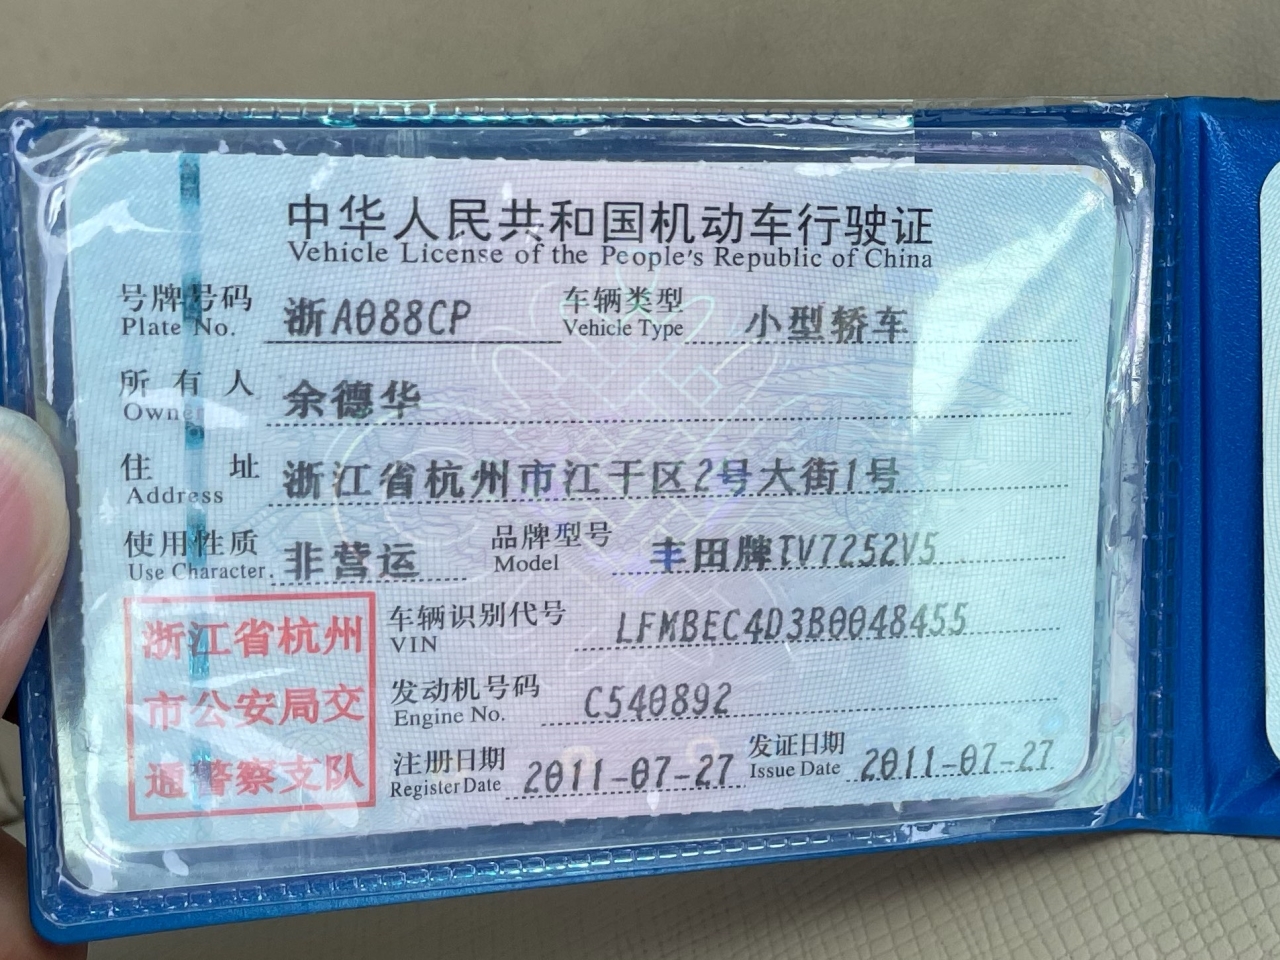 中华人民共和国机动车行驶证
Vehicle License of the People's Republic of China
号牌号码 浙A088CP 车辆类型 小型轿车
Plate No. Vehicle Type
所有人 余德华
Owner
住址 浙江省杭州市江干区2号大街1号
Address
使用性质 非营运 品牌型号 丰田牌TV7252V5
Use Character Model
浙江省杭州
市公安局交
通警察支队
车辆识别代号 LFMBEC4D3B0048455
VIN
发动机号码 C540892
Engine No.
注册日期 2011-07-27 发证日期 2011-07-27
Register Date Issue Date